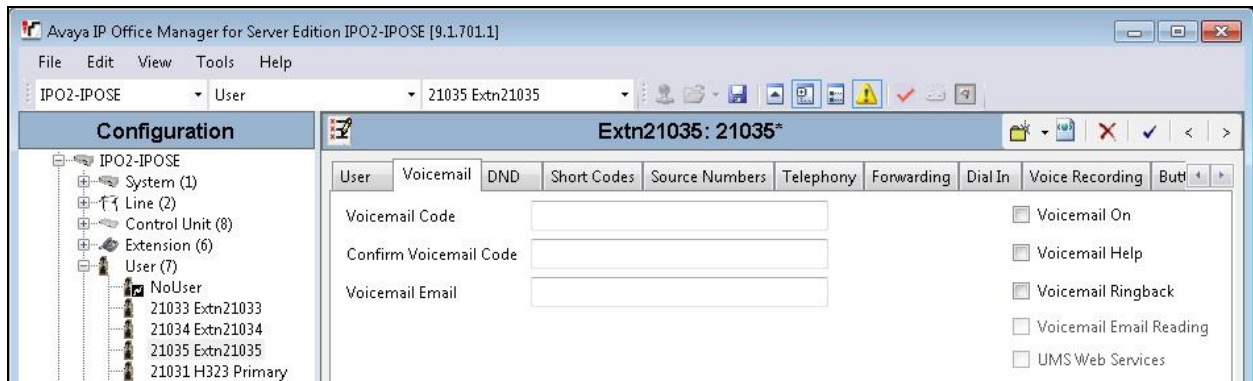 Avaya IP Office Manager for Server Edition IPO2-IPOSE [9.1.701.1]
File Edit View Tools Help
IPO2-IPOSE User 21035 Extn21035
Configuration
Extn21035: 21035*
IPO2-IPOSE
System (1)
Line (2)
Control Unit (8)
Extension (6)
User (7)
NoUser
21033 Extn21033
21034 Extn21034
21035 Extn21035
21031 H323 Primary
User Voicemail DND Short Codes Source Numbers Telephony Forwarding Dial In Voice Recording Butt
Voicemail Code
Confirm Voicemail Code
Voicemail Email
Voicemail On
Voicemail Help
Voicemail Ringback
Voicemail Email Reading
UMS Web Services